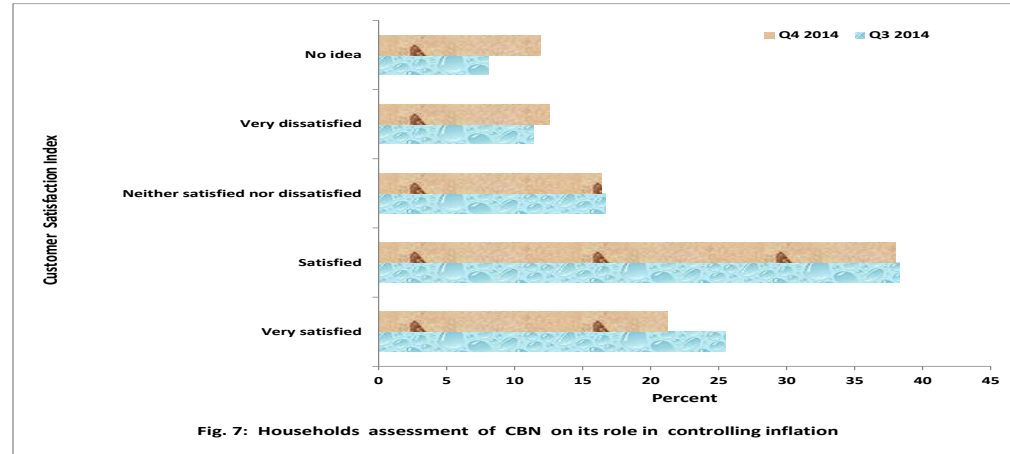 Q4 2014 Q3 2014
Customer Satisfaction Index
No idea
Very dissatisfied
Neither satisfied nor dissatisfied
Satisfied
Very satisfied
0 5 10 15 20 25 30 35 40 45
Percent
Fig. 7: Households assessment of CBN on its role in controlling inflation